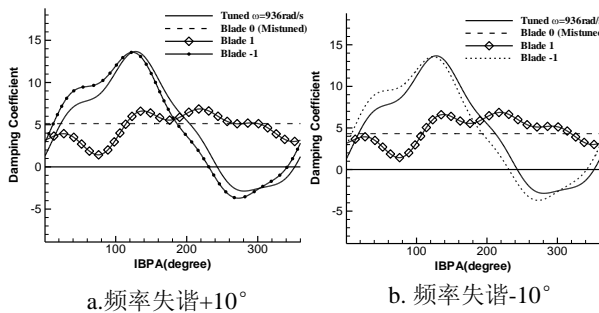 Tuned ω=936rad/s
Blade 0 (Mistuned)
Blade 1
Blade -1
15
10
5
0
-5
Damping Coefficient
100
200
300
IBPA(degree)
a.频率失谐+10°
Tuned ω=936rad/s
Blade 0 (Mistuned
Blade 1
Blade -1
15
10
5
0
-5
Damping Coefficient
100
200
300
IBPA(degree)
b. 频率失谐-10°